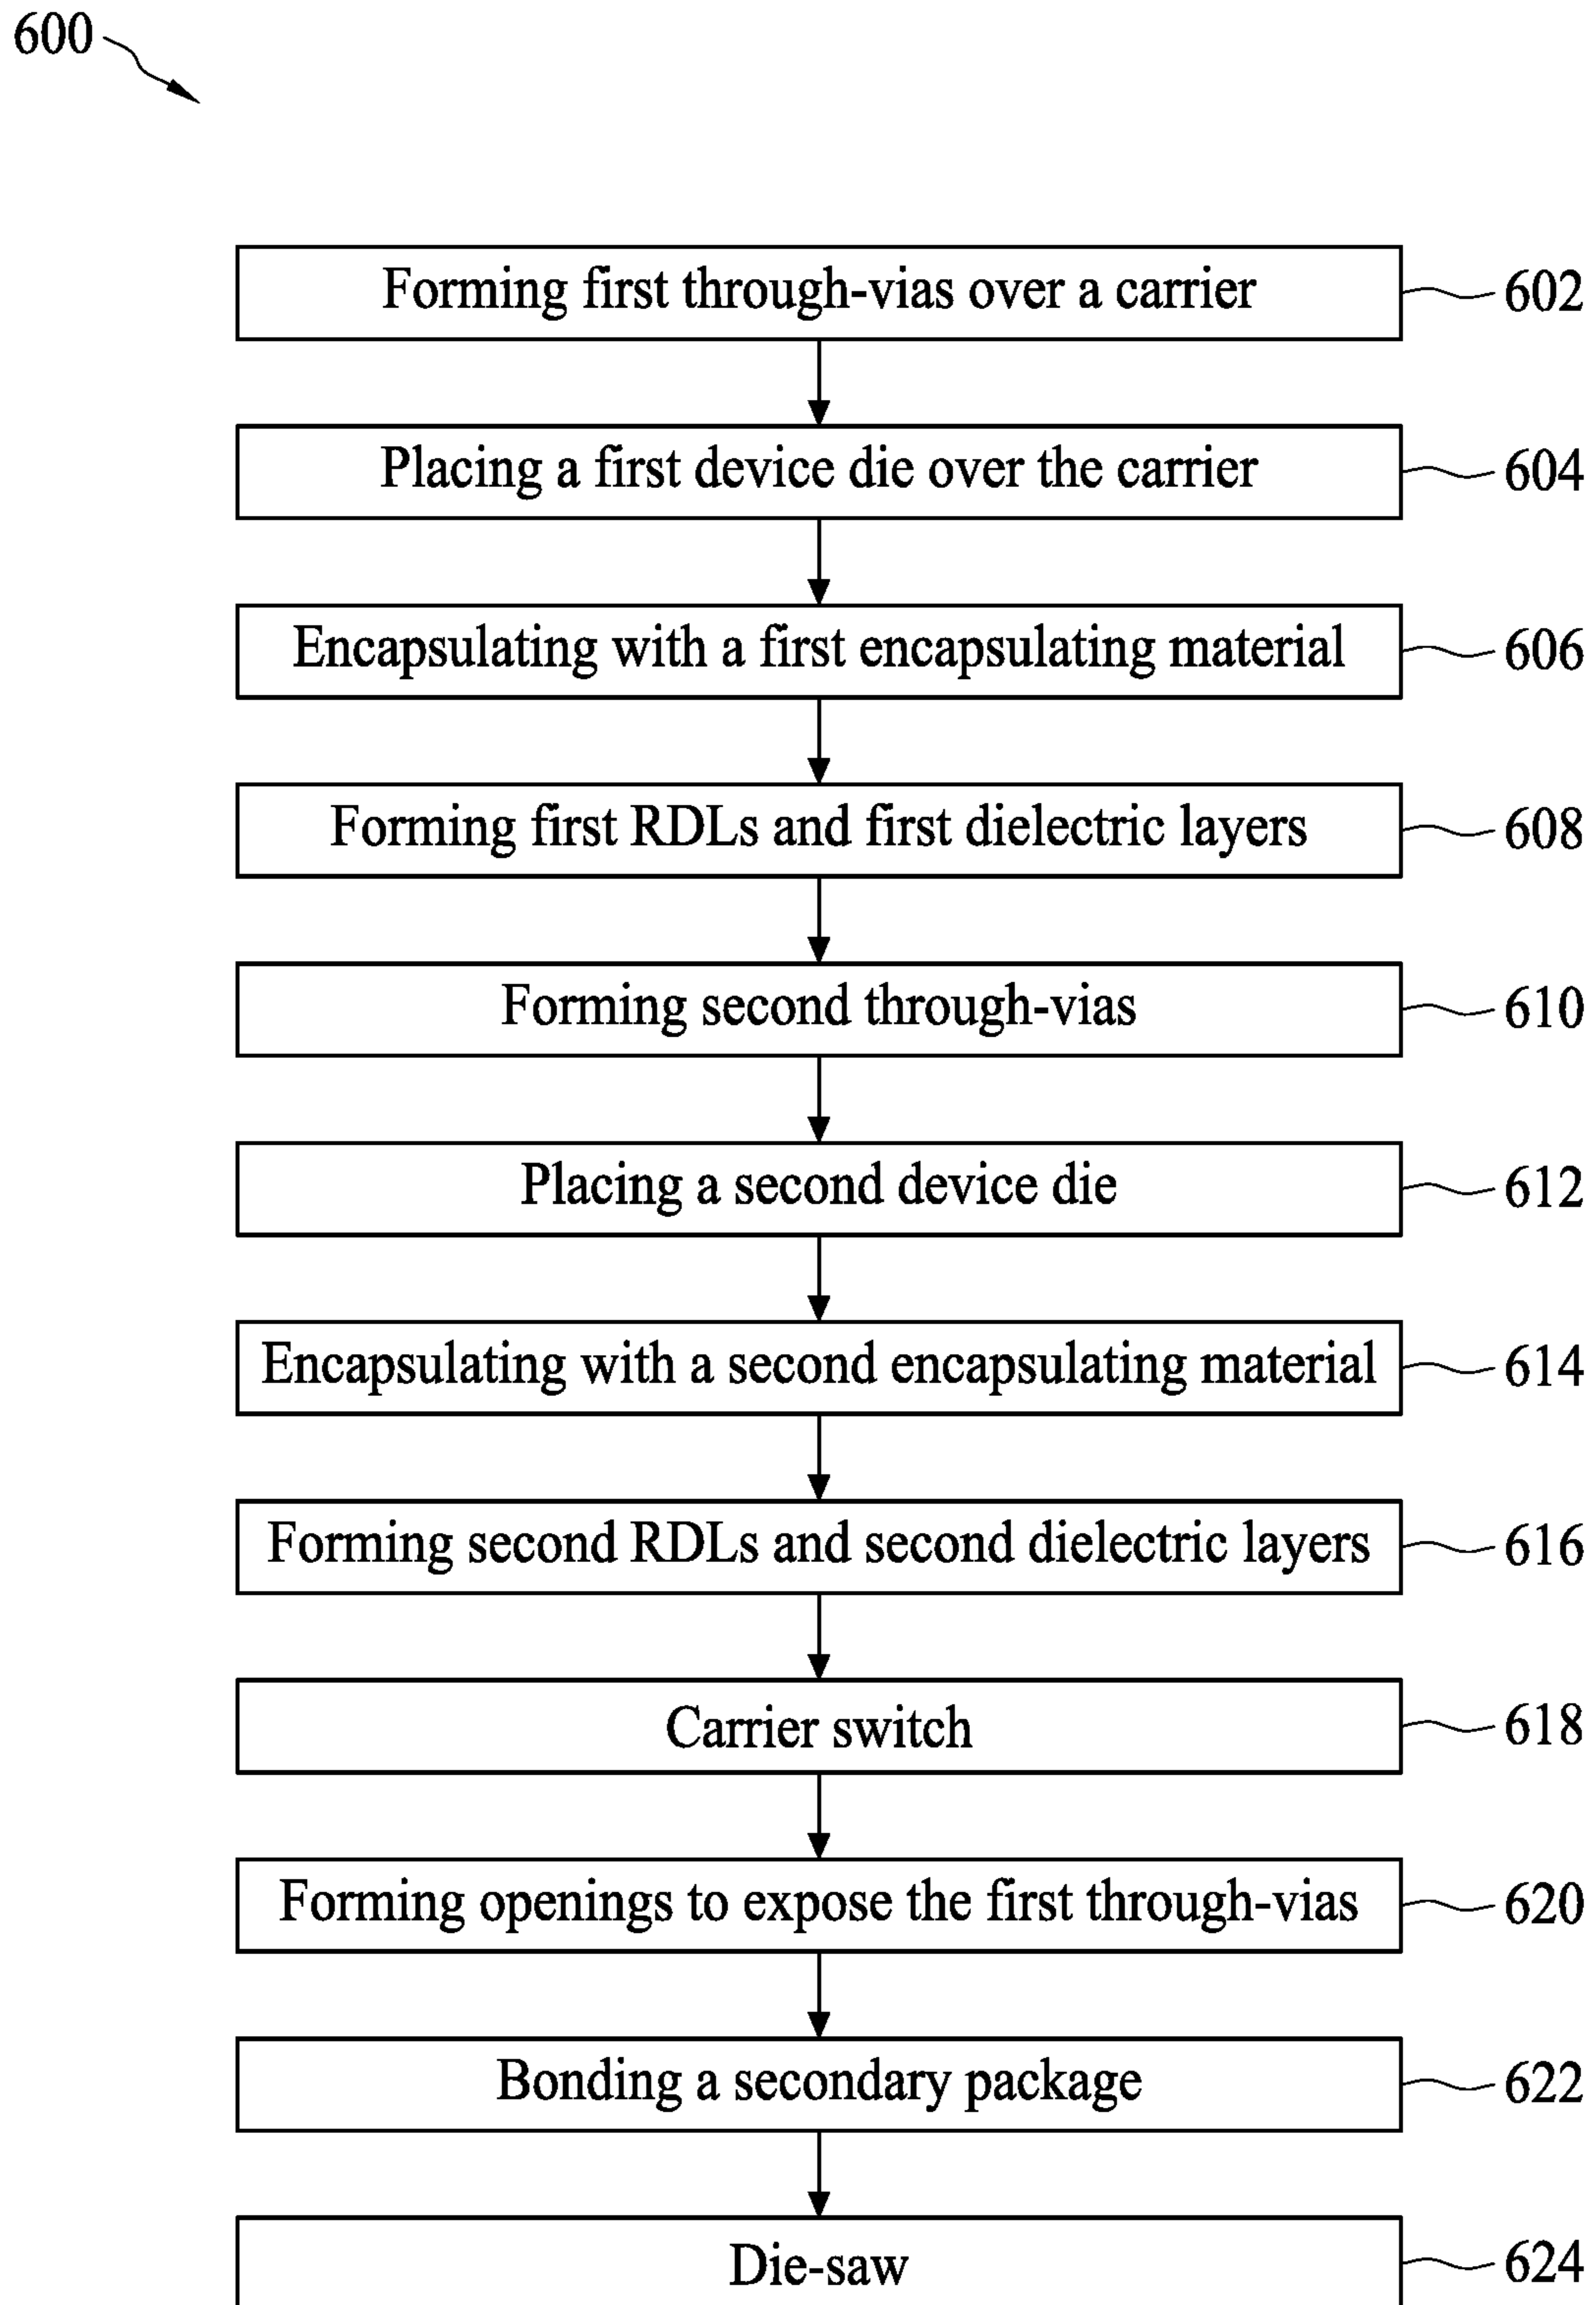 600
Forming first through-vias over a carrier 602
Placing a first device die over the carrier 604
Encapsulating with a first encapsulating material 606
Forming first RDLs and first dielectric layers 608
Forming second through-vias 610
Placing a second device die 612
Encapsulating with a second encapsulating material 614
Forming second RDLs and second dielectric layers 616
Carrier switch 618
Forming openings to expose the first through-vias 620
Bonding a secondary package 622
Die-saw 624